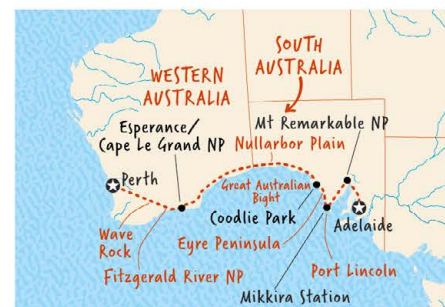 SOUTH
AUSTRALIA
WESTERN
AUSTRALIA
Mt Remarkable NP
Esperance/
Cape Le Grand NP
Nullarbor Plain
Perth
Great Australian
Bight
Coodlie Park
Adelaide
Wave
Rock
Eyre Peninsula
Fitzgerald River NP
Port Lincoln
Mikkira Station